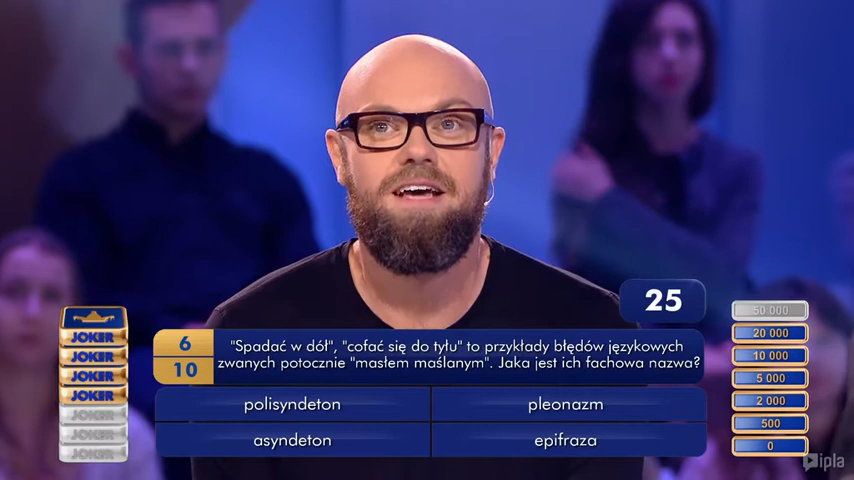 25
6
10
"Spadać w dół", "cofać się do tyłu" to przykłady błędów językowych
zwanych potocznie "masłem maślanym". Jaka jest ich fachowa nazwa?
polisyndeton
pleonazm
asyndeton
epifraza
JOKER
JOKER
JOKER
JOKER
JOKER
JOKER
JOKER
50 000
20 000
10 000
5 000
2 000
500
0
ipla